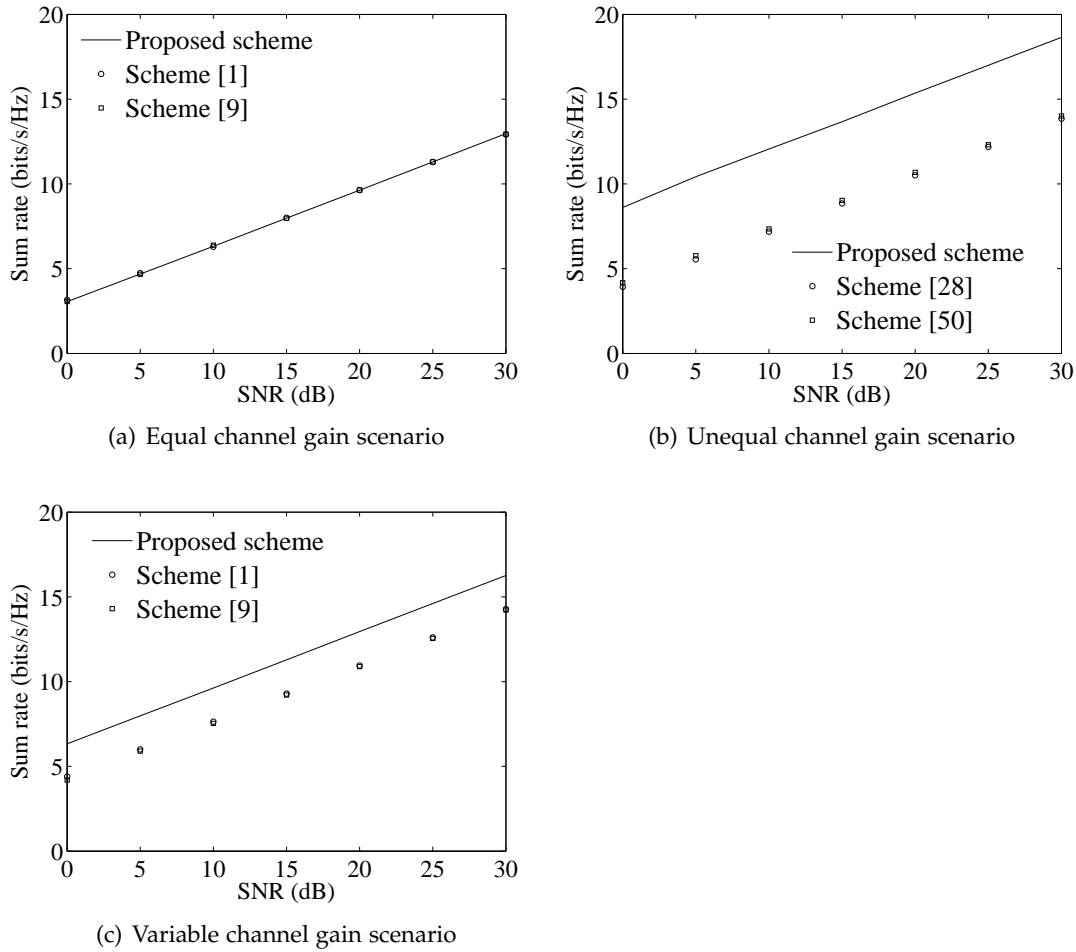 20
15
10
5
0
Sum rate (bits/s/Hz)
Proposed scheme
Scheme [1]
Scheme [9]
0 5 10 15 20 25 30
SNR (dB)
(a) Equal channel gain scenario
20
15
10
5
0
Sum rate (bits/s/Hz)
Proposed scheme
Scheme [28]
Scheme [50]
0 5 10 15 20 25 30
SNR (dB)
(b) Unequal channel gain scenario
20
15
10
5
0
Sum rate (bits/s/Hz)
Proposed scheme
Scheme [1]
Scheme [9]
0 5 10 15 20 25 30
SNR (dB)
(c) Variable channel gain scenario